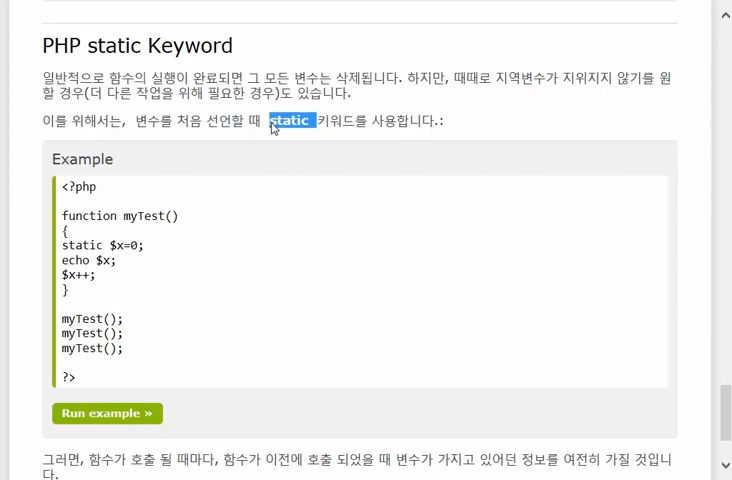 PHP static Keyword
일반적으로 함수의 실행이 완료되면 그 모든 변수는 삭제됩니다. 하지만, 때때로 지역변수가 지위지지 않기를 원
할 경우(더 다른 작업을 위해 필요한 경우)도 있습니다.
이를 위해서는, 변수를 처음 선언할 때 static 키워드를 사용합니다.:
Example
<?php
function myTest()
{
static $x=0;
echo $x;
$x++;
}
myTest();
myTest();
myTest();
?>
Run example »
그러면, 함수가 호출 될 때마다, 함수가 이전에 호출 되었을 때 변수가 가지고 있어던 정보를 여전히 가질 것입니
다.